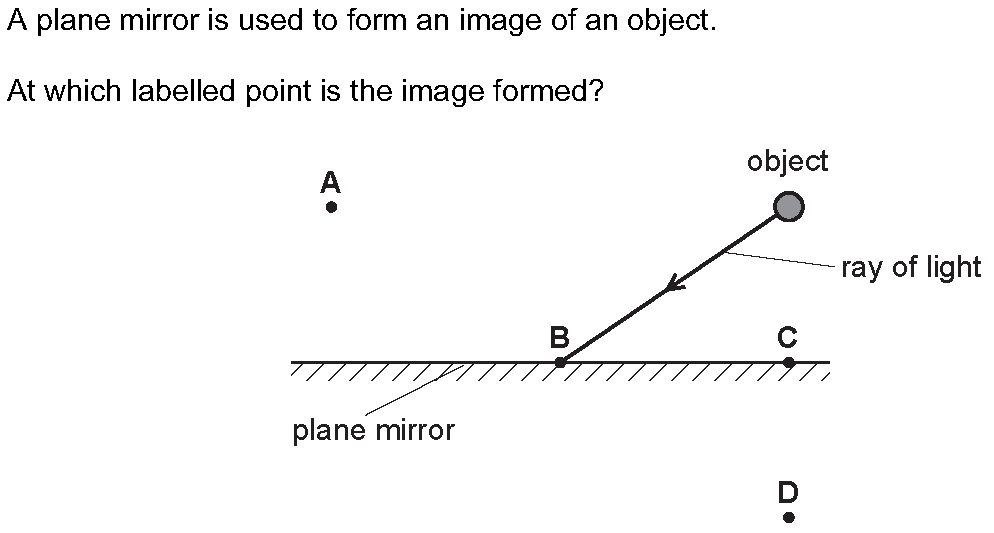 A plane mirror is used to form an image of an object.
At which labelled point is the image formed?
object
A
ray of light
B
C
plane mirror
D